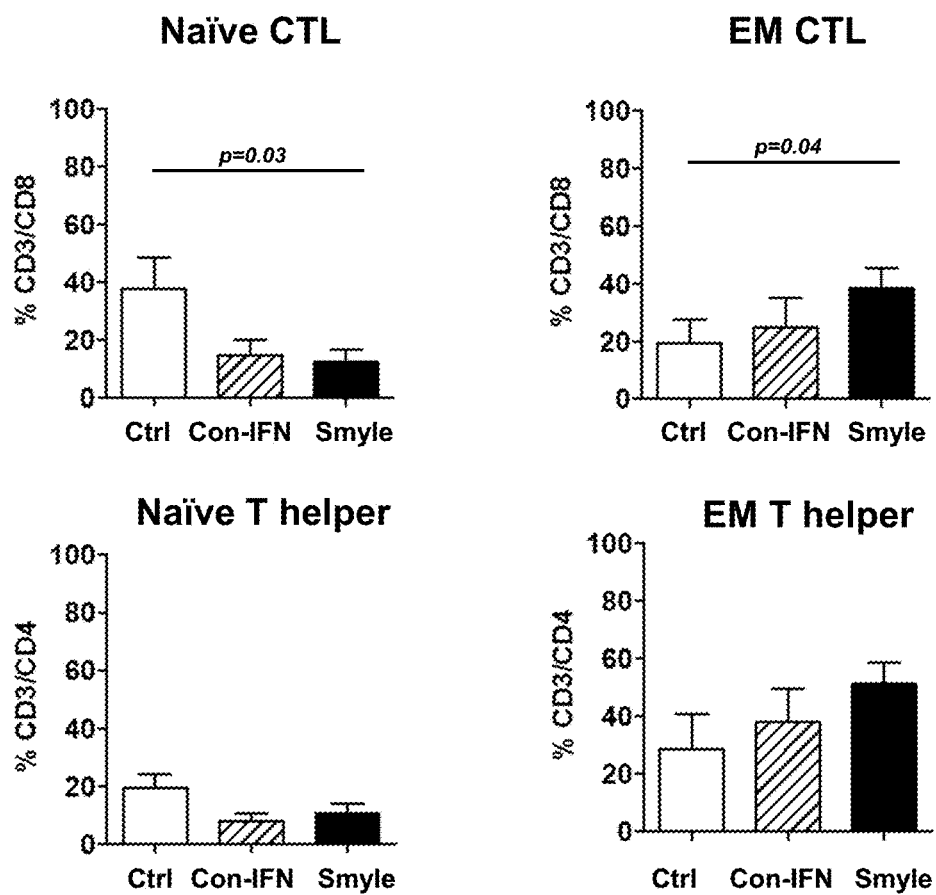 Naïve CTL
% CD3/CD8
100
80
60
40
20
0
p=0.03
Ctrl Con-IFN Smyle
EM CTL
% CD3/CD8
100
80
60
40
20
0
p=0.04
Ctrl Con-IFN Smyle
Naïve T helper
% CD3/CD4
100
80
60
40
20
0
Ctrl Con-IFN Smyle
EM T helper
% CD3/CD4
100
80
60
40
20
0
Ctrl Con-IFN Smyle